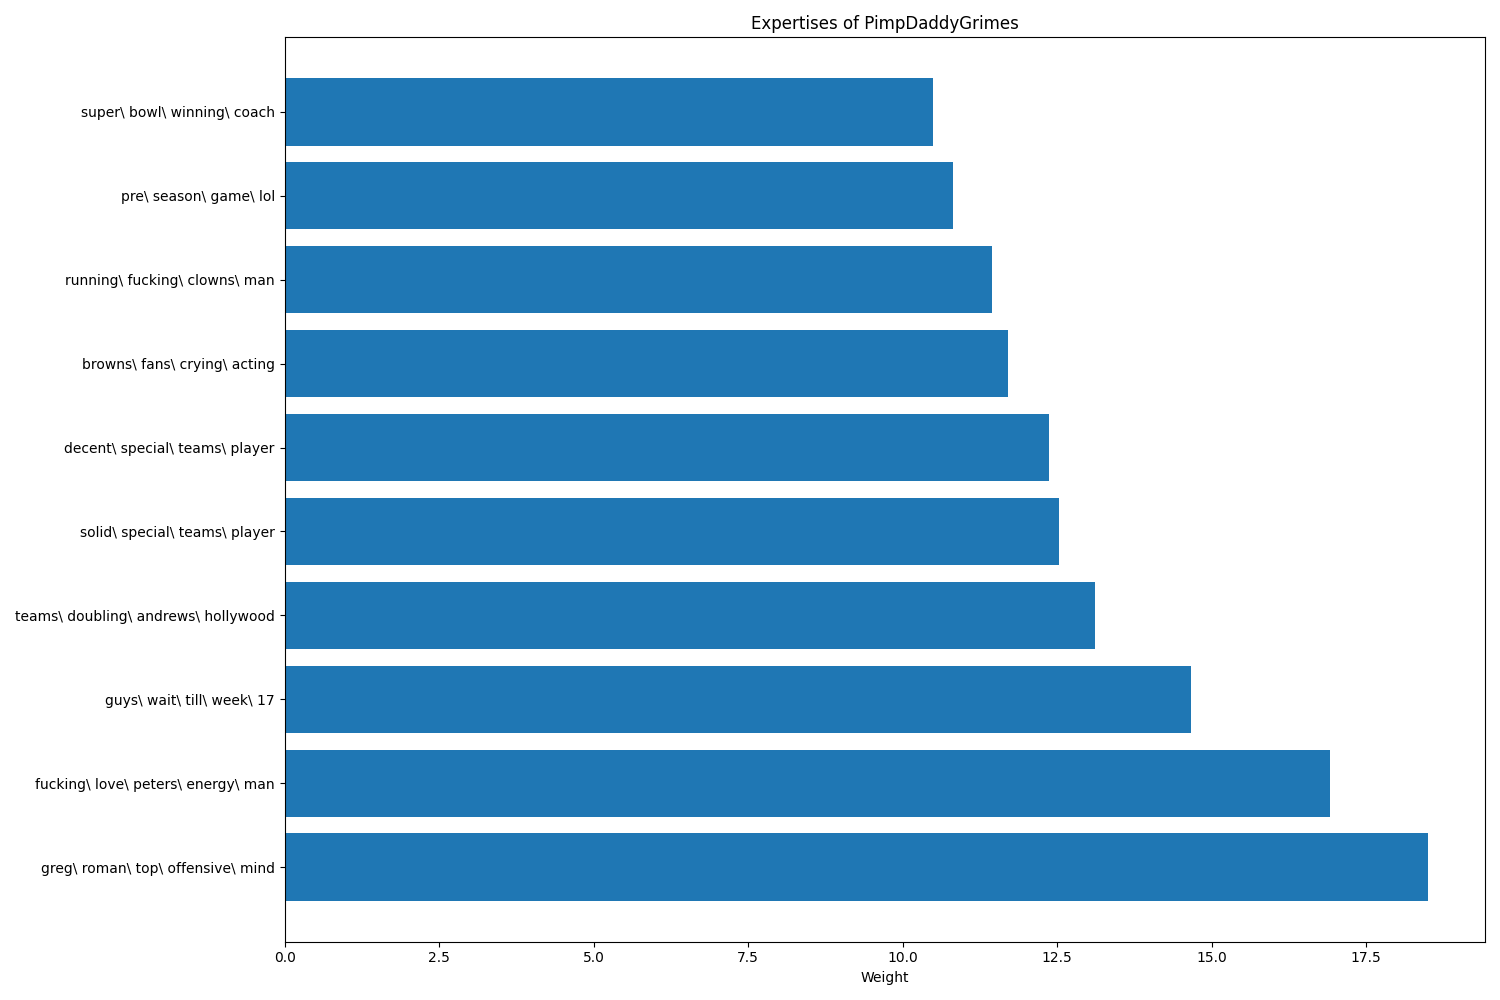 Expertises of PimpDaddyGrimes
super\ bowl\ winning\ coach
pre\ season\ game\ lol
running\ fucking\ clowns\ man
browns\ fans\ crying\ acting
decent\ special\ teams\ player
solid\ special\ teams\ player
teams\ doubling\ andrews\ hollywood
guys\ wait\ till\ week\ 17
fucking\ love\ peters\ energy\ man
greg\ roman\ top\ offensive\ mind
0.0 2.5 5.0 7.5 10.0 12.5 15.0 17.5
Weight